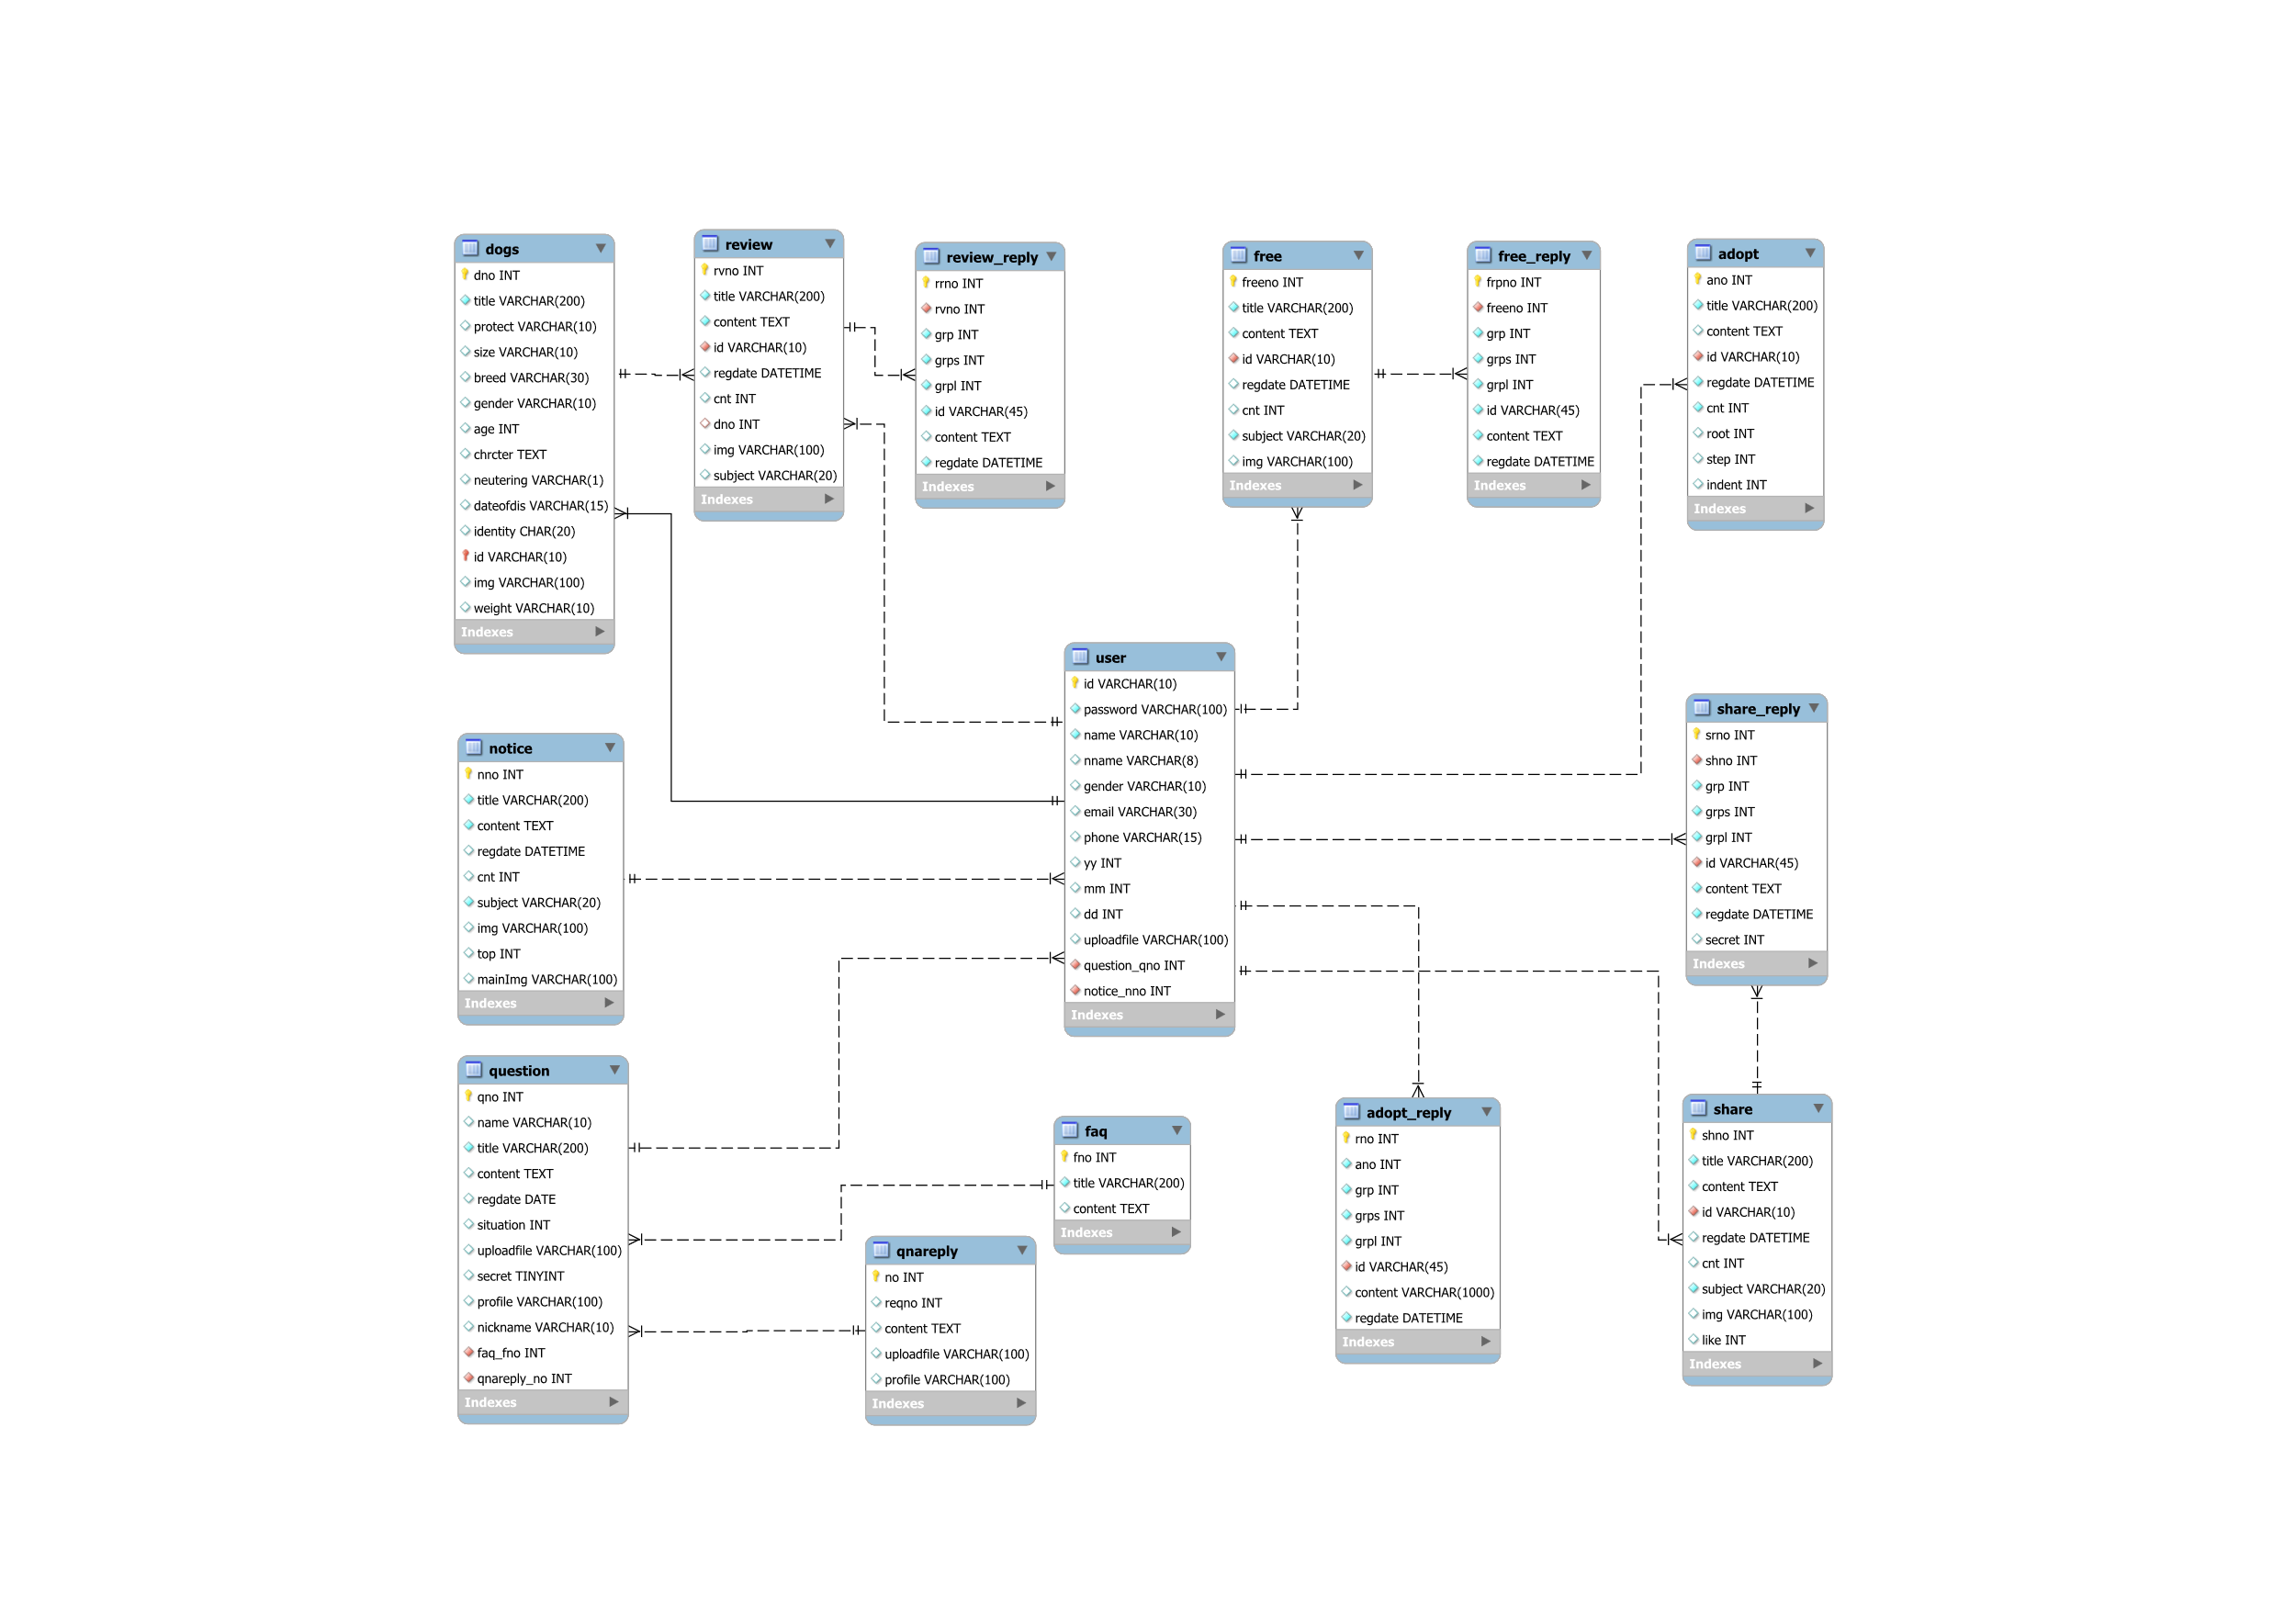 dogs
dno INT
title VARCHAR(200)
protect VARCHAR(10)
size VARCHAR(10)
breed VARCHAR(30)
gender VARCHAR(10)
age INT
chrcter TEXT
neutering VARCHAR(1)
dateofdis VARCHAR(15)
identity CHAR(20)
id VARCHAR(10)
img VARCHAR(100)
weight VARCHAR(10)
Indexes
review
rvno INT
title VARCHAR(200)
content TEXT
id VARCHAR(10)
regdate DATETIME
cnt INT
dno INT
img VARCHAR(100)
subject VARCHAR(20)
Indexes
review_reply
rrno INT
rvno INT
grp INT
grps INT
grpl INT
id VARCHAR(45)
content TEXT
regdate DATETIME
Indexes
free
freeno INT
title VARCHAR(200)
content TEXT
id VARCHAR(10)
regdate DATETIME
cnt INT
subject VARCHAR(20)
img VARCHAR(100)
Indexes
free_reply
frpno INT
freeno INT
grp INT
grps INT
grpl INT
id VARCHAR(45)
content TEXT
regdate DATETIME
Indexes
adopt
ano INT
title VARCHAR(200)
content TEXT
id VARCHAR(10)
regdate DATETIME
cnt INT
root INT
step INT
indent INT
Indexes
user
id VARCHAR(10)
password VARCHAR(100)
name VARCHAR(10)
nname VARCHAR(8)
gender VARCHAR(10)
email VARCHAR(30)
phone VARCHAR(15)
yy INT
mm INT
dd INT
uploadfile VARCHAR(100)
question_qno INT
notice_nno INT
Indexes
notice
nno INT
title VARCHAR(200)
content TEXT
regdate DATETIME
cnt INT
subject VARCHAR(20)
img VARCHAR(100)
top INT
mainImg VARCHAR(100)
Indexes
share_reply
srno INT
shno INT
grp INT
grps INT
grpl INT
id VARCHAR(45)
content TEXT
regdate DATETIME
secret INT
Indexes
question
qno INT
name VARCHAR(10)
title VARCHAR(200)
content TEXT
regdate DATE
situation INT
uploadfile VARCHAR(100)
secret TINYINT
profile VARCHAR(100)
nickname VARCHAR(10)
faq_fno INT
qnareply_no INT
Indexes
faq
fno INT
title VARCHAR(200)
content TEXT
Indexes
qnareply
no INT
reqno INT
content TEXT
uploadfile VARCHAR(100)
profile VARCHAR(100)
Indexes
adopt_reply
rno INT
ano INT
grp INT
grps INT
grpl INT
id VARCHAR(45)
content VARCHAR(1000)
regdate DATETIME
Indexes
share
shno INT
title VARCHAR(200)
content TEXT
id VARCHAR(10)
regdate DATETIME
cnt INT
subject VARCHAR(20)
img VARCHAR(100)
like INT
Indexes